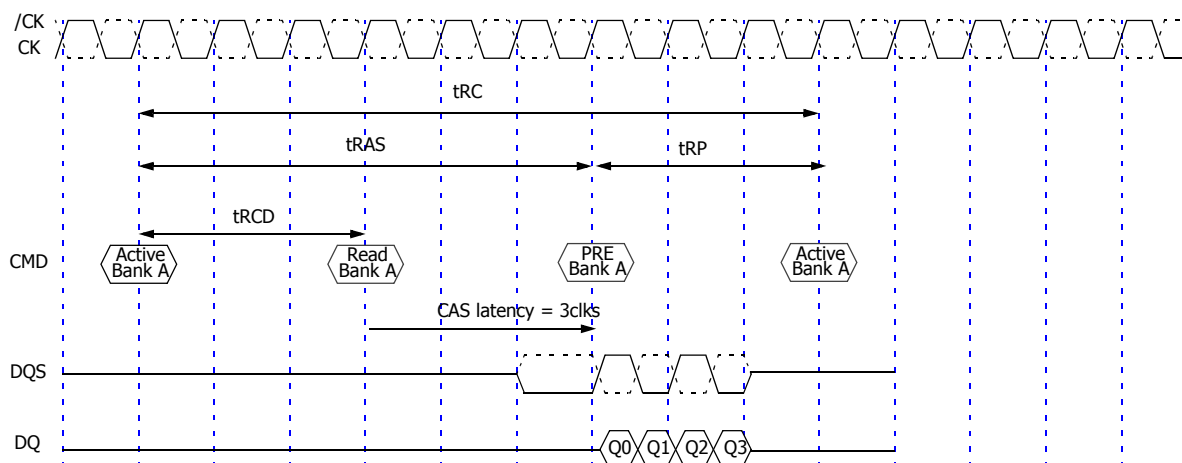 /CK
CK
tRC
tRAS
tRP
tRCD
CMD
Active
Bank A
Read
Bank A
PRE
Bank A
Active
Bank A
CAS latency = 3clks
DQS
DQ
Q0
Q1
Q2
Q3